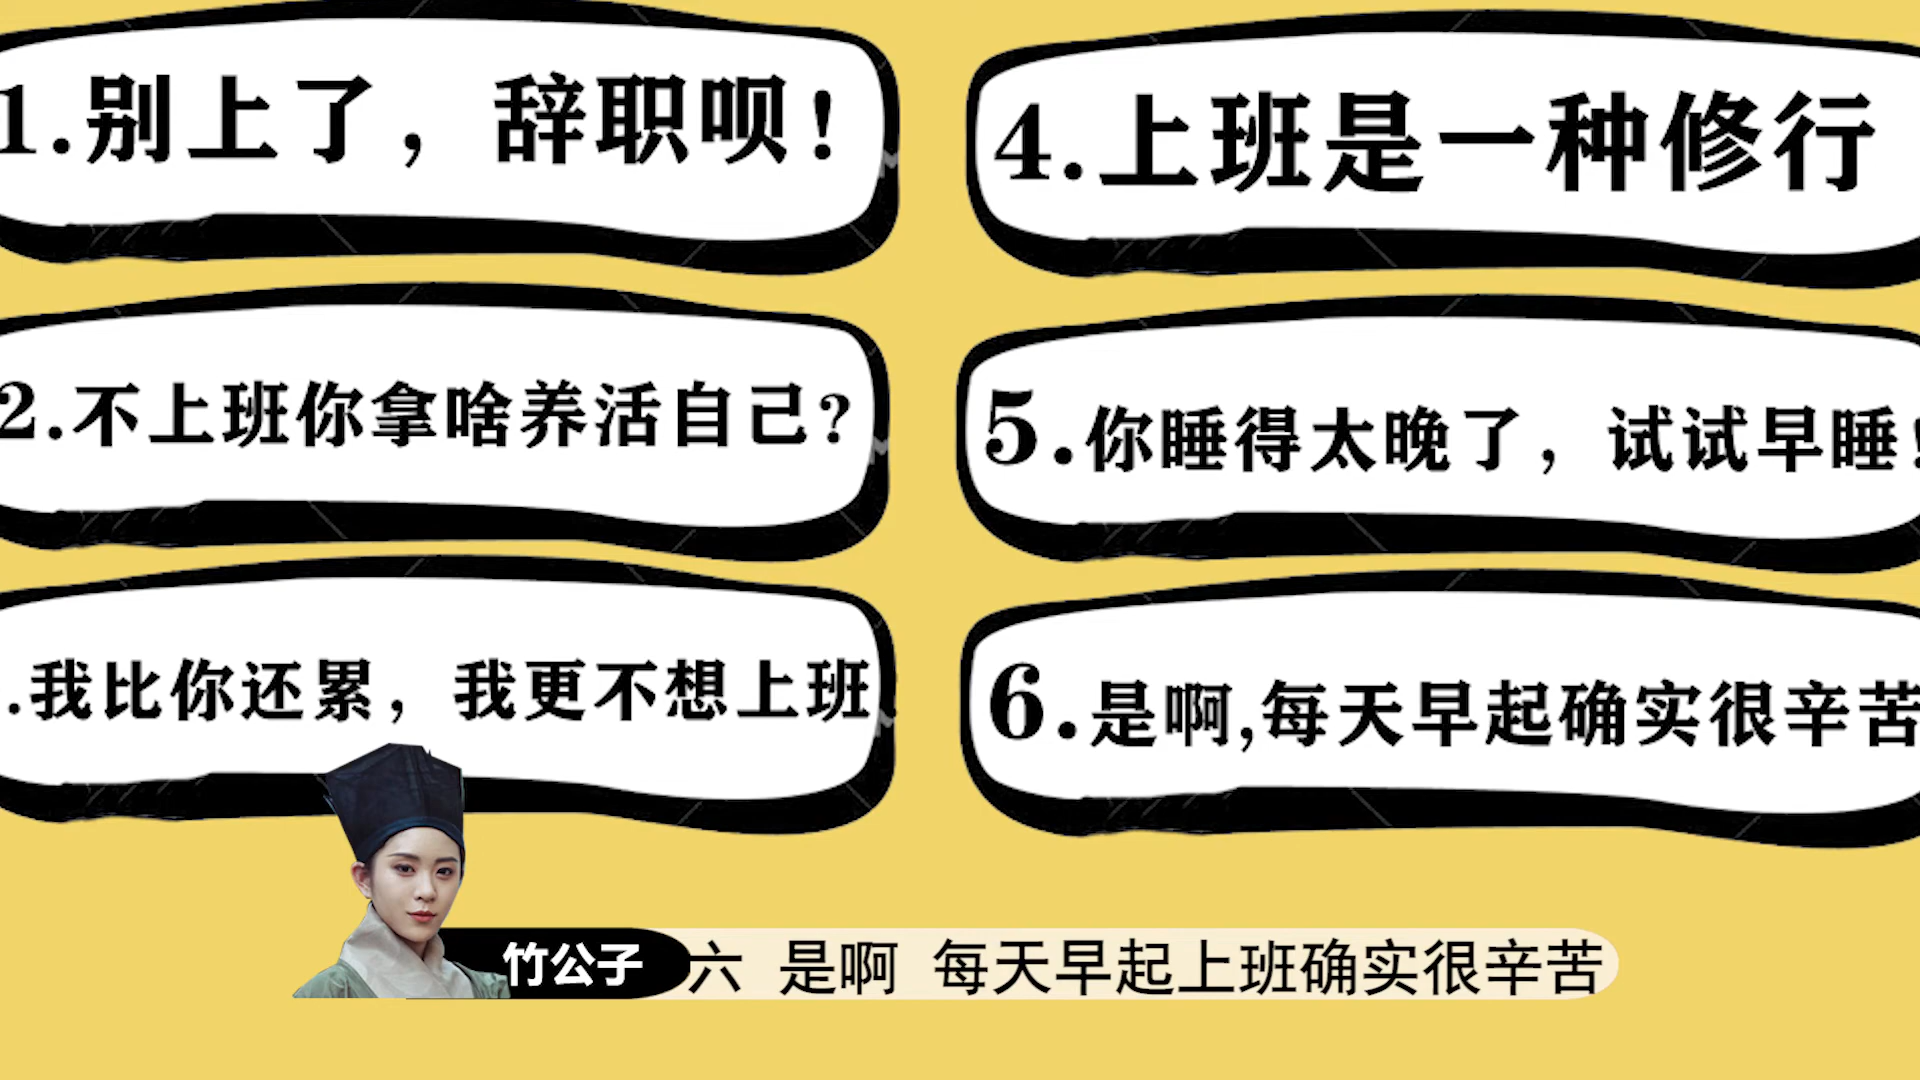 1.别上了，辞职呗！
2.不上班你拿啥养活自己？
.我比你还累，我更不想上班
4.上班是一种修行
5.你睡得太晚了，试试早睡！
6.是啊,每天早起确实很辛苦
竹公子
六 是啊 每天早起上班确实很辛苦